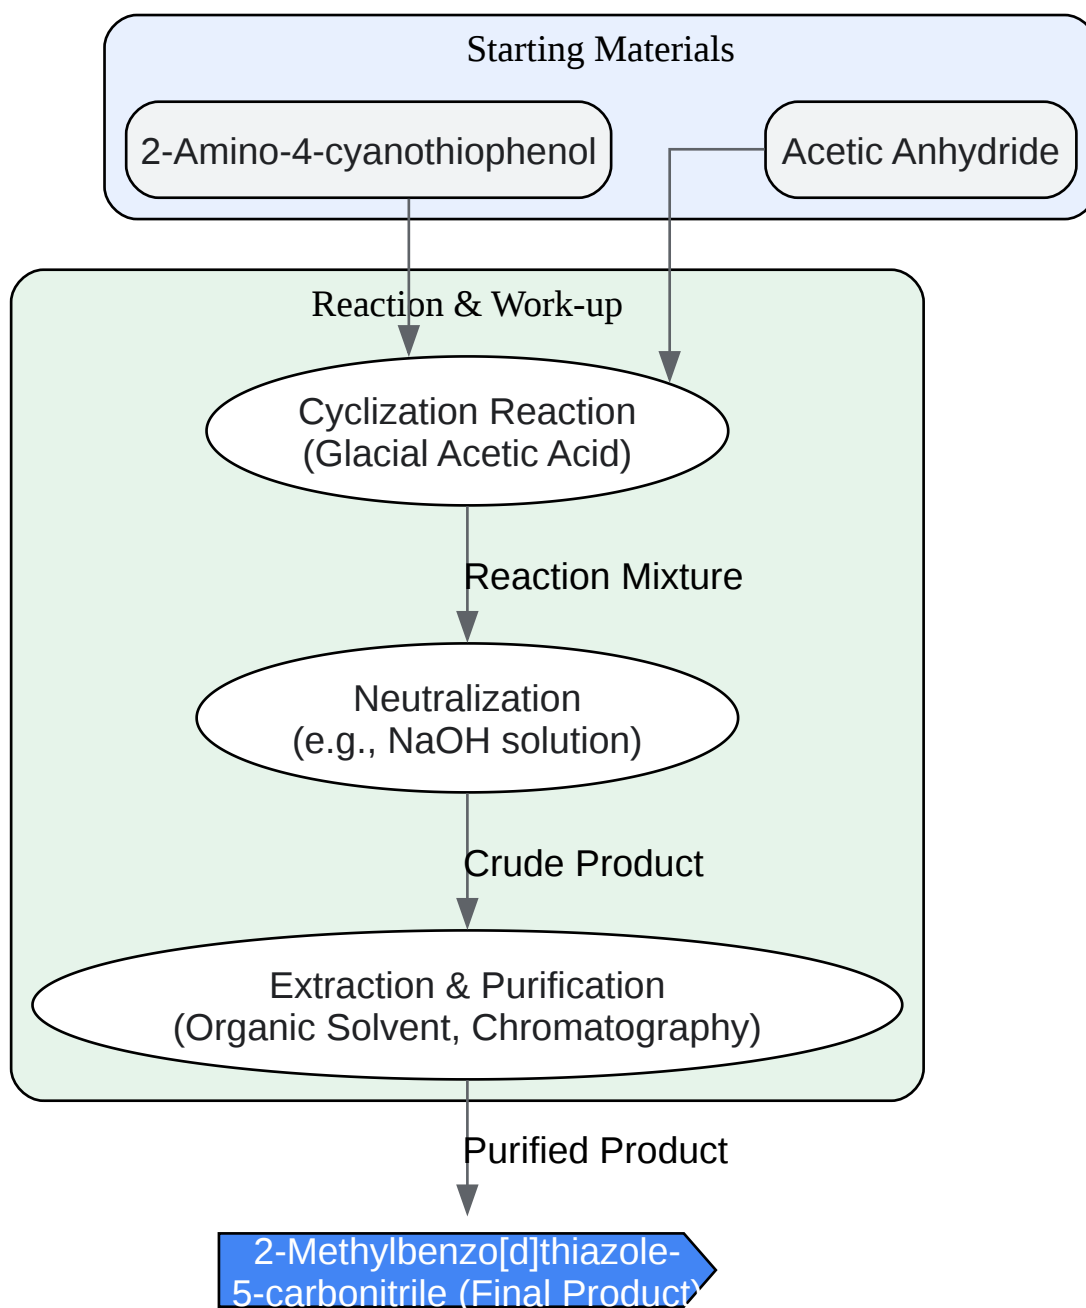 Starting Materials
2-Amino-4-cyanothiophenol
Acetic Anhydride
Reaction & Work-up
Cyclization Reaction
(Glacial Acetic Acid)
Reaction Mixture
Neutralization
(e.g., NaOH solution)
Crude Product
Extraction & Purification
(Organic Solvent, Chromatography)
Purified Product
2-Methylbenzo[d]thiazole-
5-carbonitrile (Final Product)